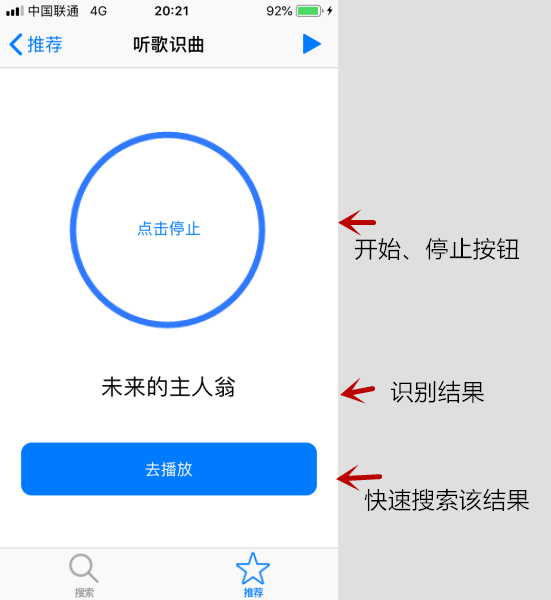 中国联通 4G 20:21 92%
推荐 听歌识曲
点击停止
开始、停止按钮
未来的主人翁
识别结果
去播放
快速搜索该结果
搜索 推荐